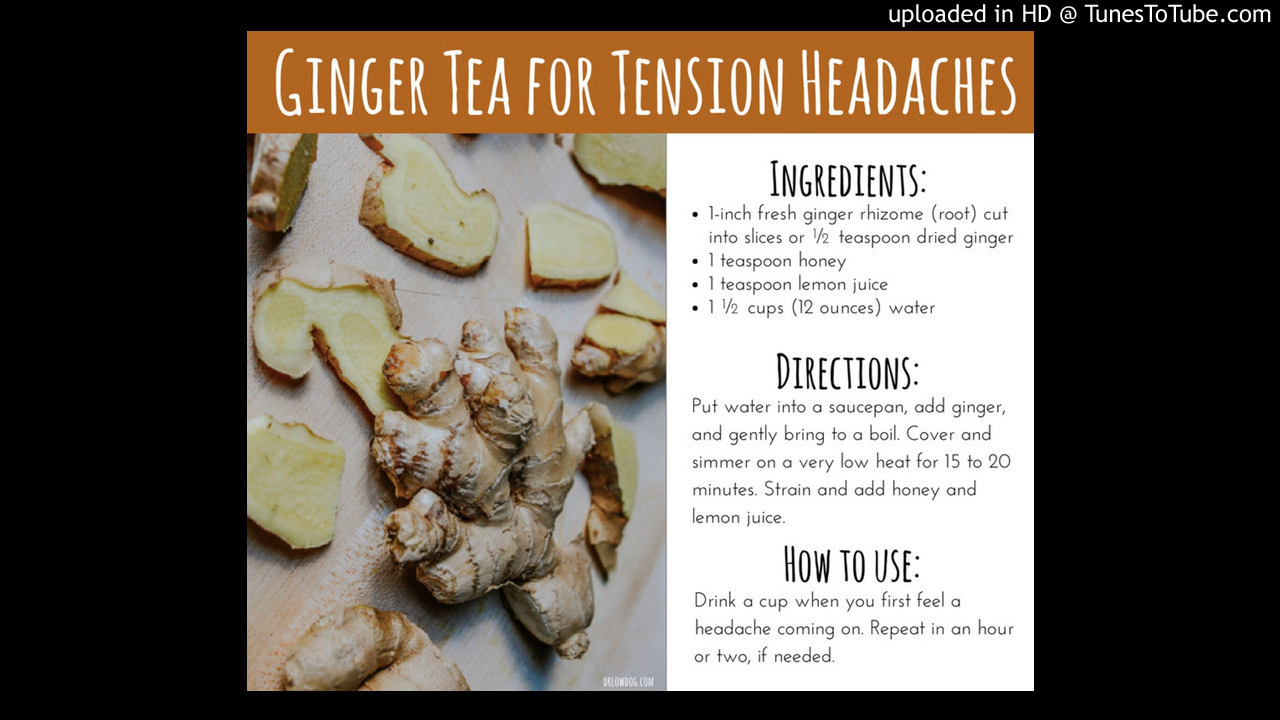 uploaded in HD @ TunesToTube.com
GINGER TEA FOR TENSION HEADACHES
INGREDIENTS:
• 1-inch fresh ginger rhizome (root) cut
into slices or ½ teaspoon dried ginger
• 1 teaspoon honey
• 1 teaspoon lemon juice
• 1 ½ cups (12 ounces) water
DIRECTIONS:
Put water into a saucepan, add ginger,
and gently bring to a boil. Cover and
simmer on a very low heat for 15 to 20
minutes. Strain and add honey and
lemon juice.
HOW TO USE:
Drink a cup when you first feel a
headache coming on. Repeat in an hour
or two, if needed.
DRLOWDOG.COM